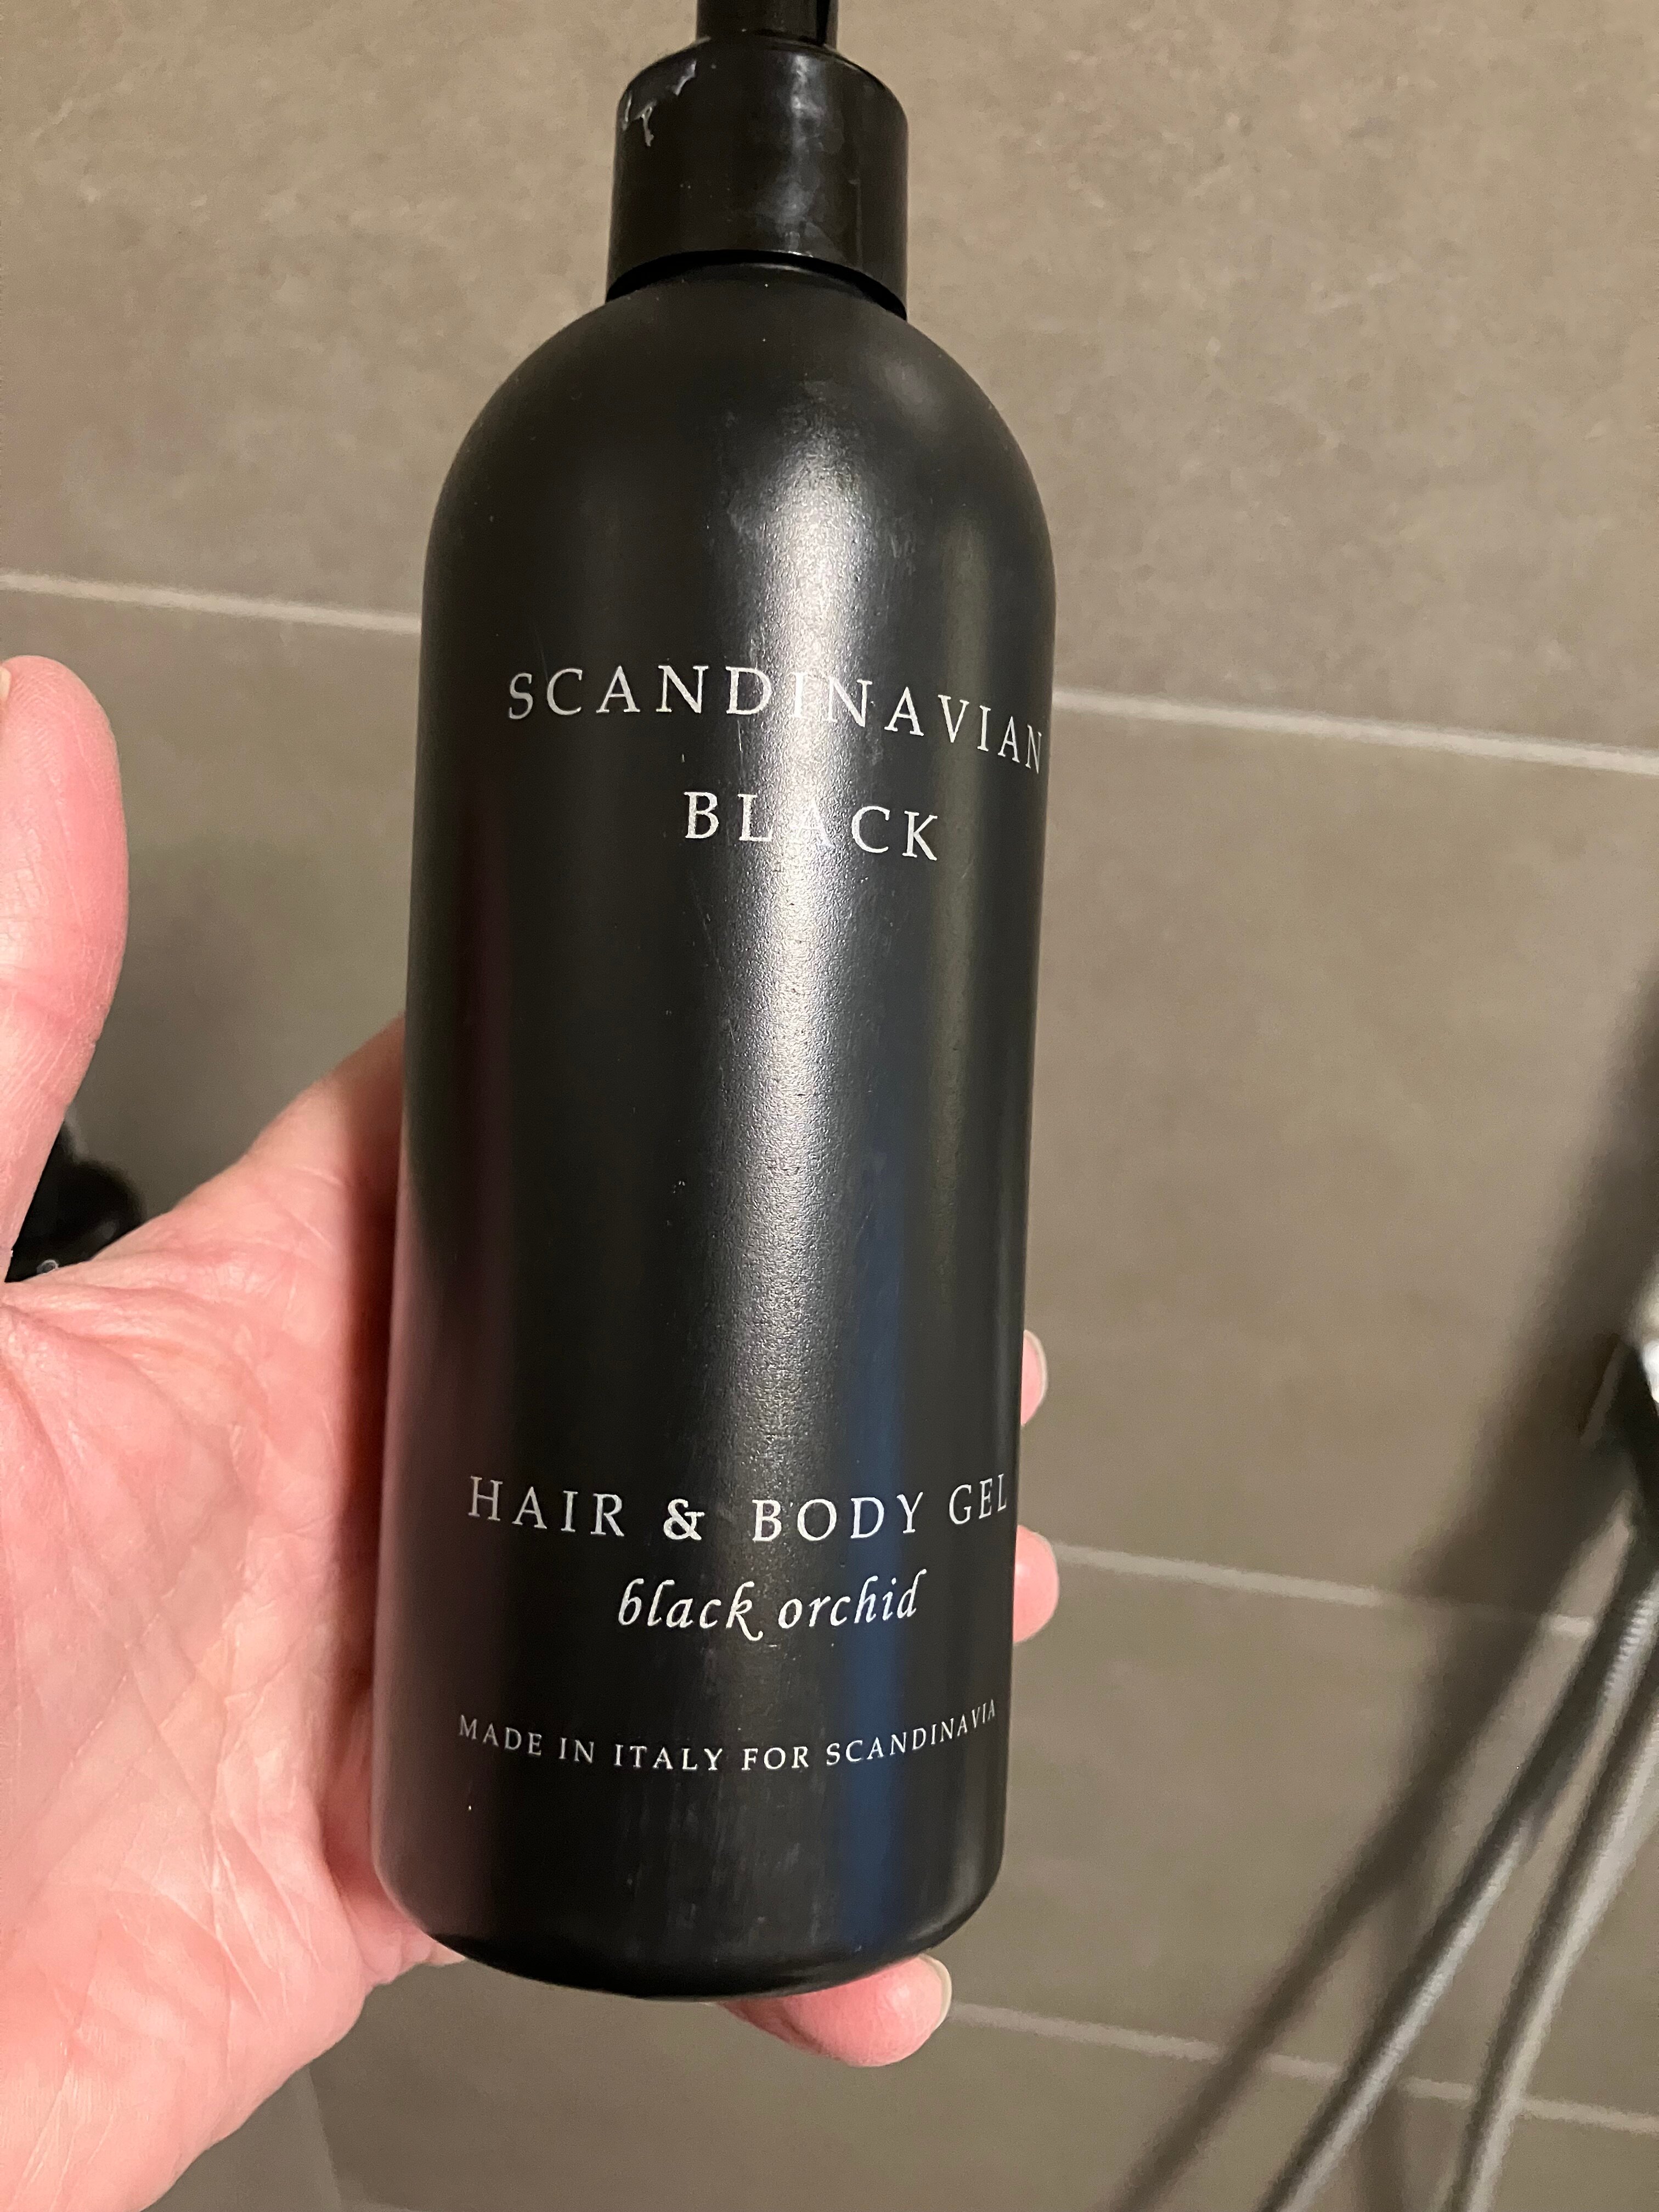 SCANDINAVIAN
BLACK
HAIR & BODY GEL
black orchid
MADE IN ITALY FOR SCANDINAVIA